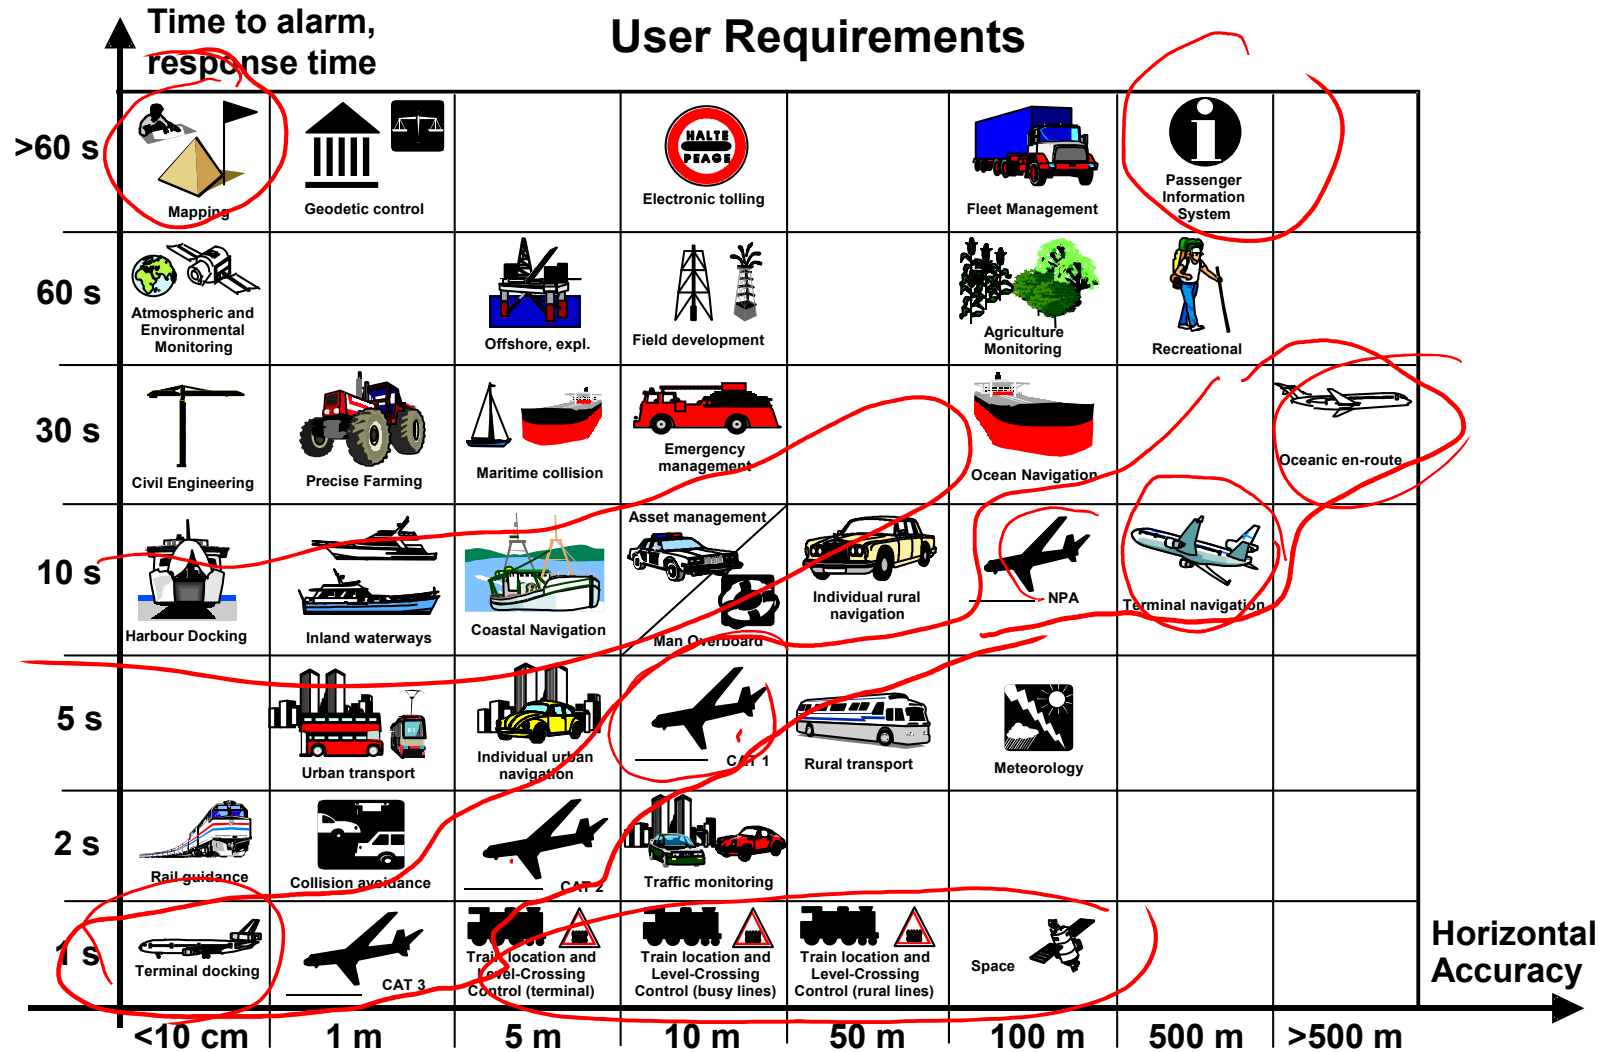 Time to alarm,
response time
User Requirements
>60 s
HALTE
PEAGE
Mapping
Geodetic control
Electronic tolling
Fleet Management
Passenger
Information
System
60 s
Atmospheric and
Environmental
Monitoring
Offshore, expl.
Field development
Agriculture
Monitoring
Recreational
30 s
Civil Engineering
Precise Farming
Maritime collision
Emergency
management
Ocean Navigation
Oceanic en-route
10 s
Harbour Docking
Inland waterways
Coastal Navigation
Asset management
Man Overboard
Individual rural
navigation
NPA
Terminal navigation
5 s
Urban transport
Individual urban
navigation
CAT 1
Rural transport
Meteorology
2 s
Rail guidance
Collision avoidance
CAT 2
Traffic monitoring
1 s
Terminal docking
CAT 3
Train location and
Level-Crossing
Control (terminal)
Train location and
Level-Crossing
Control (busy lines)
Train location and
Level-Crossing
Control (rural lines)
Space
Horizontal
Accuracy
<10 cm
1 m
5 m
10 m
50 m
100 m
500 m
>500 m